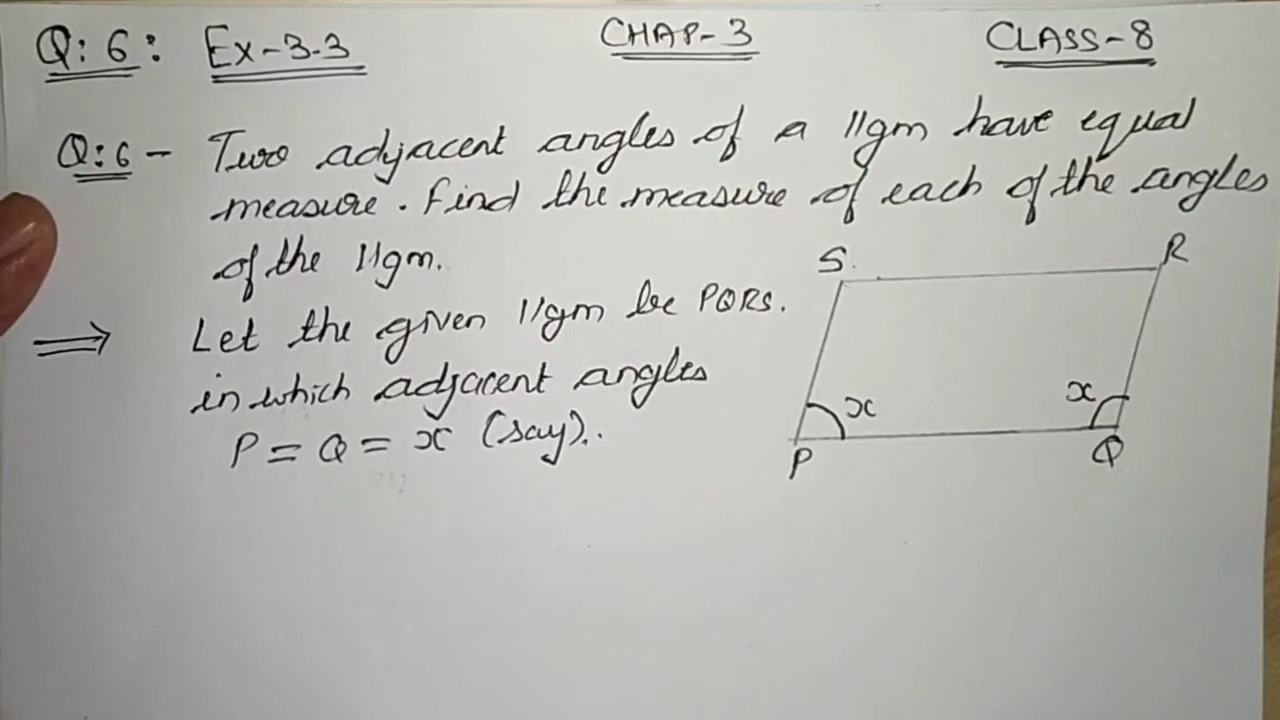 Q: 6: Ex-3.3 CHAP-3 CLASS-8
Q:6 - Two adjacent angles of a ||gm have equal
measure. Find the measure of each of the angles
of the ||gm.
S R
⇒ Let the given ||gm be PQRS.
in which adjacent angles
P = Q = x (say).
x x
P Q